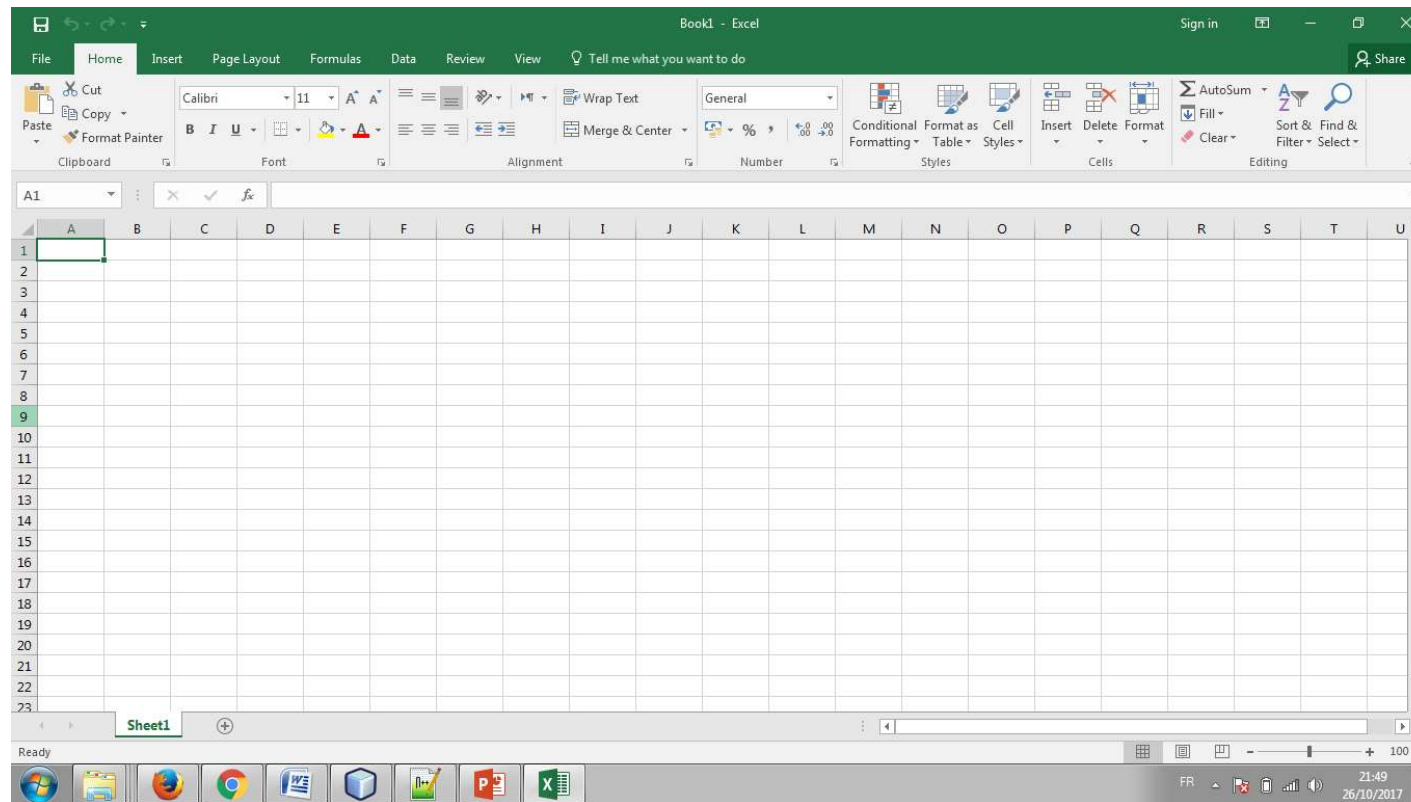 Book1 - Excel
Sign in
File Home Insert Page Layout Formulas Data Review View Tell me what you want to do Share
Paste
Cut
Copy
Format Painter
Clipboard
Calibri 11
B I U A
Font
Wrap Text
Merge & Center
Alignment
General
% ,
Number
Conditional Formatting
Format as Table
Cell Styles
Styles
Insert Delete Format
Cells
AutoSum
Fill
Clear
Sort & Filter
Find & Select
Editing
A1 fx
A B C D E F G H I J K L M N O P Q R S T U
1
2
3
4
5
6
7
8
9
10
11
12
13
14
15
16
17
18
19
20
21
22
23
Sheet1
Ready 100
FR 21:49
26/10/2017